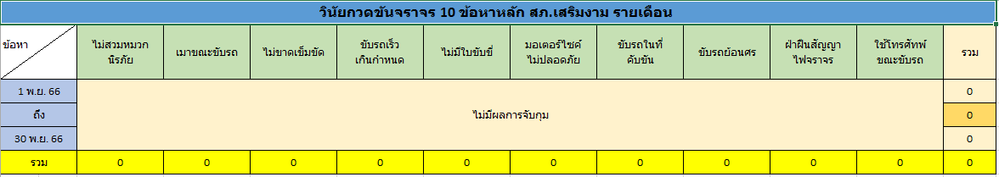 วินัยกวดขันจราจร 10 ข้อหาหลัก สภ.เสริมงาม รายเดือน
ข้อหา
ไม่สวมหมวก
นิรภัย
เมาขณะขับรถ
ไม่ขาดเข็มขัด
ขับรถเร็ว
เกินกำหนด
ไม่มีใบขับขี่
มอเตอร์ไซค์
ไม่ปลอดภัย
ขับรถในที่
คับขัน
ขับรถย้อนศร
ฝ่าฝืนสัญญา
ไฟจราจร
ใช้โทรศัทพ์
ขณะขับรถ
รวม
1 พ.ย. 66 0
ถึง ไม่มีผลการจับกุม 0
30 พ.ย. 66 0
รวม 0 0 0 0 0 0 0 0 0 0 0